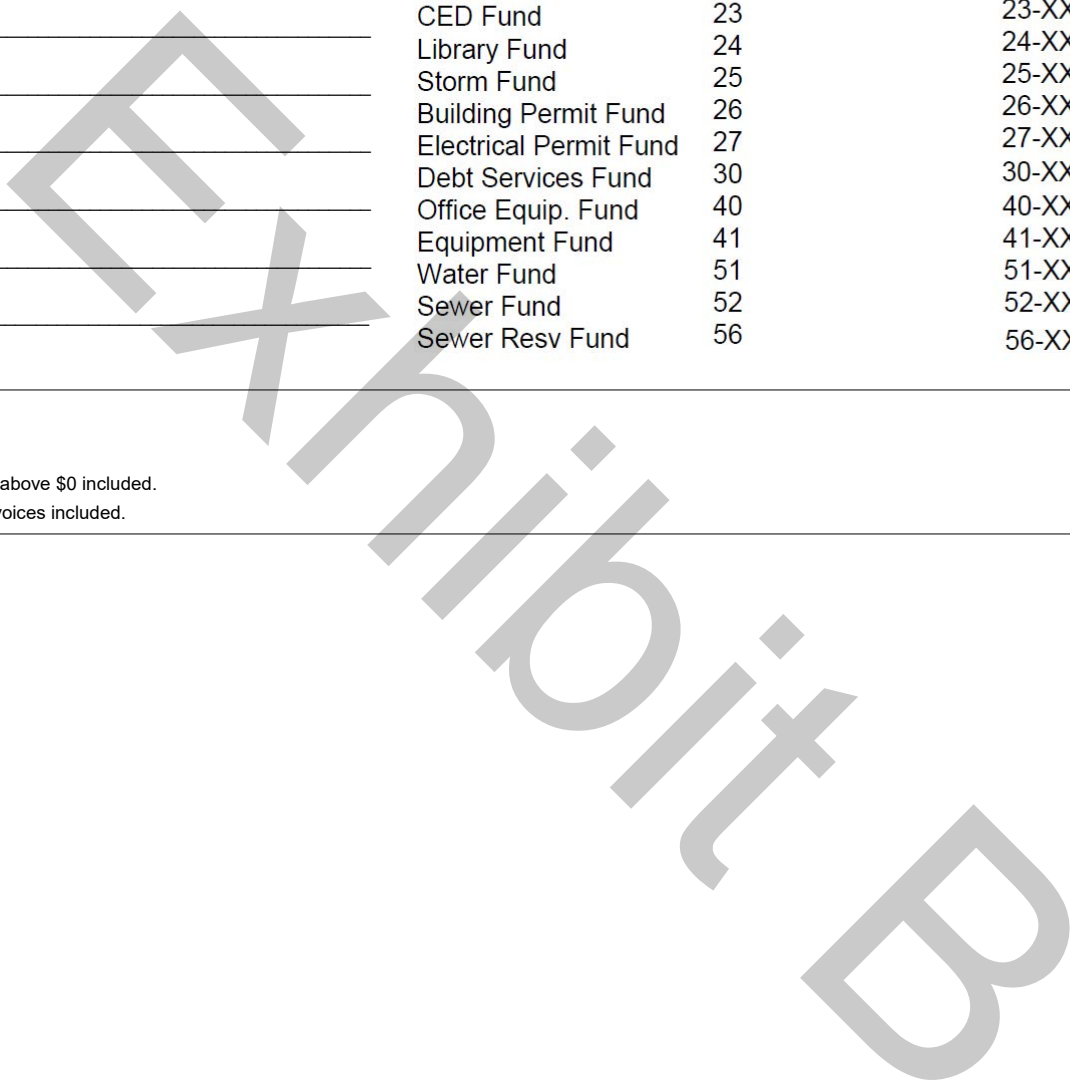 CED Fund 23 23-XX
Library Fund 24 24-XX
Storm Fund 25 25-XX
Building Permit Fund 26 26-XX
Electrical Permit Fund 27 27-XX
Debt Services Fund 30 30-XX
Office Equip. Fund 40 40-XX
Equipment Fund 41 41-XX
Water Fund 51 51-XX
Sewer Fund 52 52-XX
Sewer Resv Fund 56 56-XX
above $0 included.
voices included.
Exhibit B